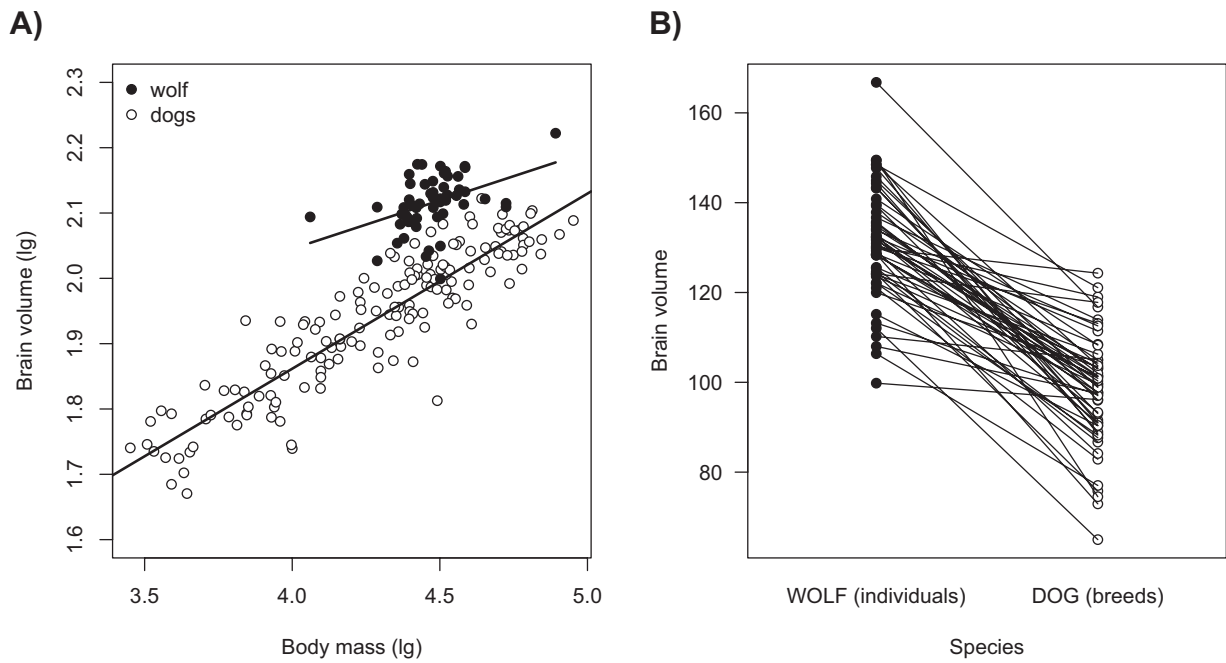 A)
B)
wolf
dogs
Brain volume (lg)
2.3
2.2
2.1
2.0
1.9
1.8
1.7
1.6
3.5 4.0 4.5 5.0
Body mass (lg)
Brain volume
160
140
120
100
80
WOLF (individuals) DOG (breeds)
Species